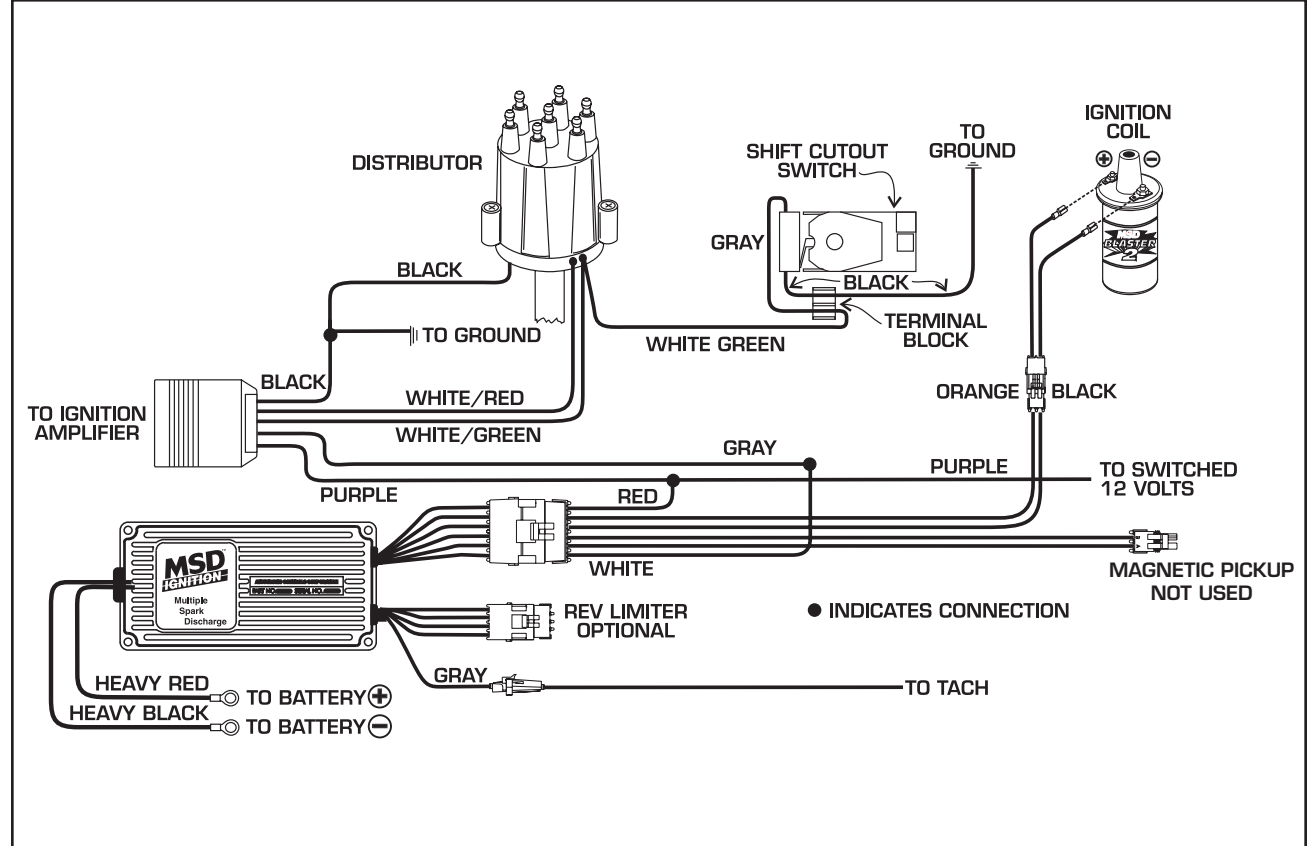 IGNITION
COIL
TO
GROUND
SHIFT CUTOUT
SWITCH
DISTRIBUTOR
GRAY
MSD
BLASTER
2
BLACK
BLACK
TO GROUND
WHITE GREEN
TERMINAL
BLOCK
BLACK
ORANGE
BLACK
WHITE/RED
TO IGNITION
AMPLIFIER
WHITE/GREEN
GRAY
PURPLE
TO SWITCHED
12 VOLTS
PURPLE
RED
MSD
IGNITION
Multiple
Spark
Discharge
WHITE
MAGNETIC PICKUP
NOT USED
REV LIMITER
OPTIONAL
INDICATES CONNECTION
GRAY
TO TACH
HEAVY RED
TO BATTERY +
HEAVY BLACK
TO BATTERY −